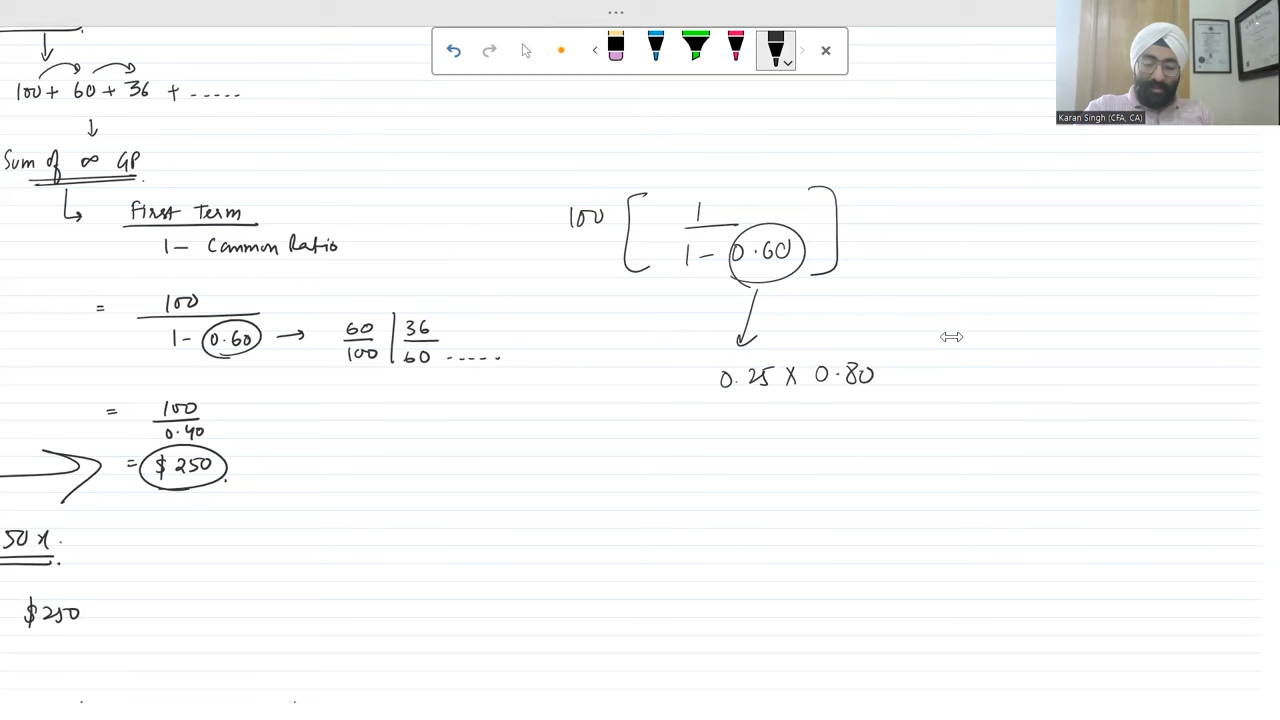 100 + 60 + 36 + -----
Sum of ∞ GP
First Term
1 - Common Ratio
= 100
1 - 0.60 → 60 | 36
100 | 60 -----
= 100
0.40
= $250.
50x.
$250
100 [ 1
1 - 0.60 ]
0.25 x 0.80
Karan Singh (CFA, CA)